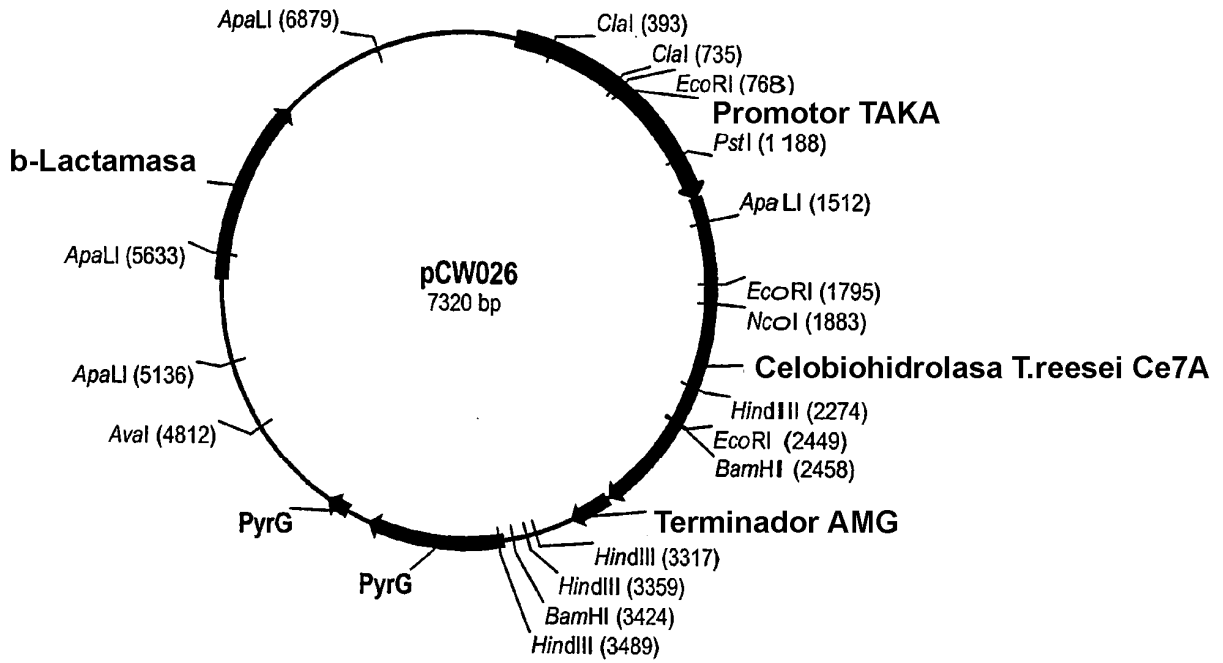 ApaLI (6879)
ClaI (393)
ClaI (735)
EcoRI (768)
Promotor TAKA
PstI (1188)
b-Lactamasa
ApaLI (1512)
ApaLI (5633)
pCW026
7320 bp
EcoRI (1795)
NcoI (1883)
Celobiohidrolasa T.reesei Ce7A
ApaLI (5136)
HindIII (2274)
AvaI (4812)
EcoRI (2449)
BamHI (2458)
PyrG
Terminador AMG
HindIII (3317)
PyrG
HindIII (3359)
BamHI (3424)
HindIII (3489)